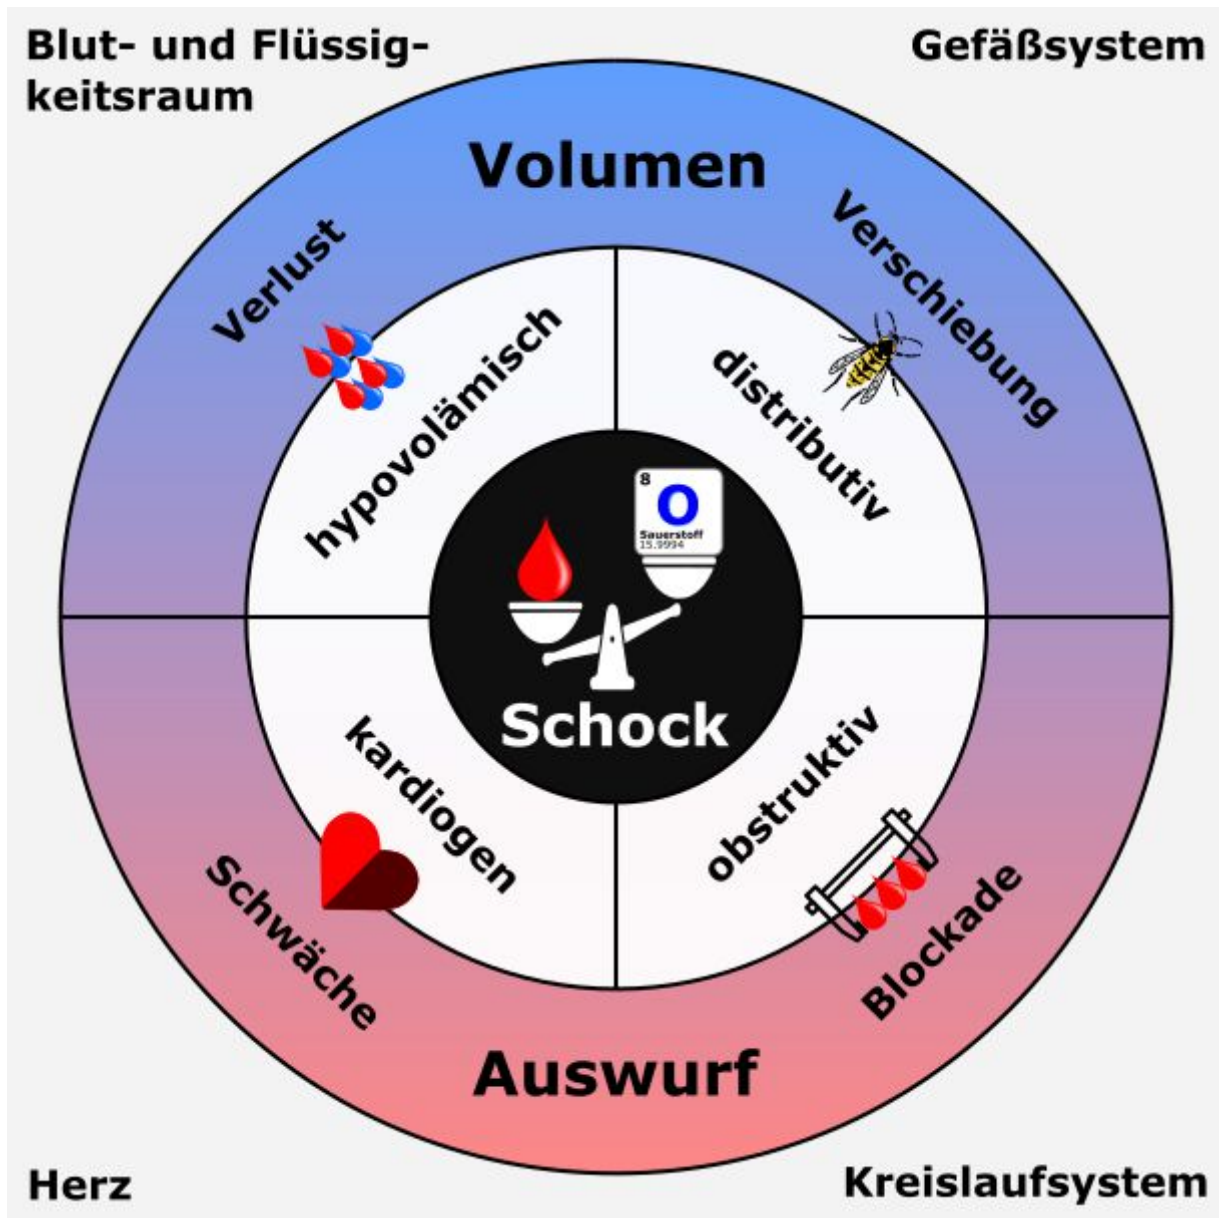 Blut- und Flüssig-
keitsraum
Gefäßsystem
Volumen
Verlust
Verschiebung
hypovolämisch
distributiv
8
O
Sauerstoff
15.9994
Schock
kardiogen
obstruktiv
Schwäche
Blockade
Auswurf
Herz
Kreislaufsystem